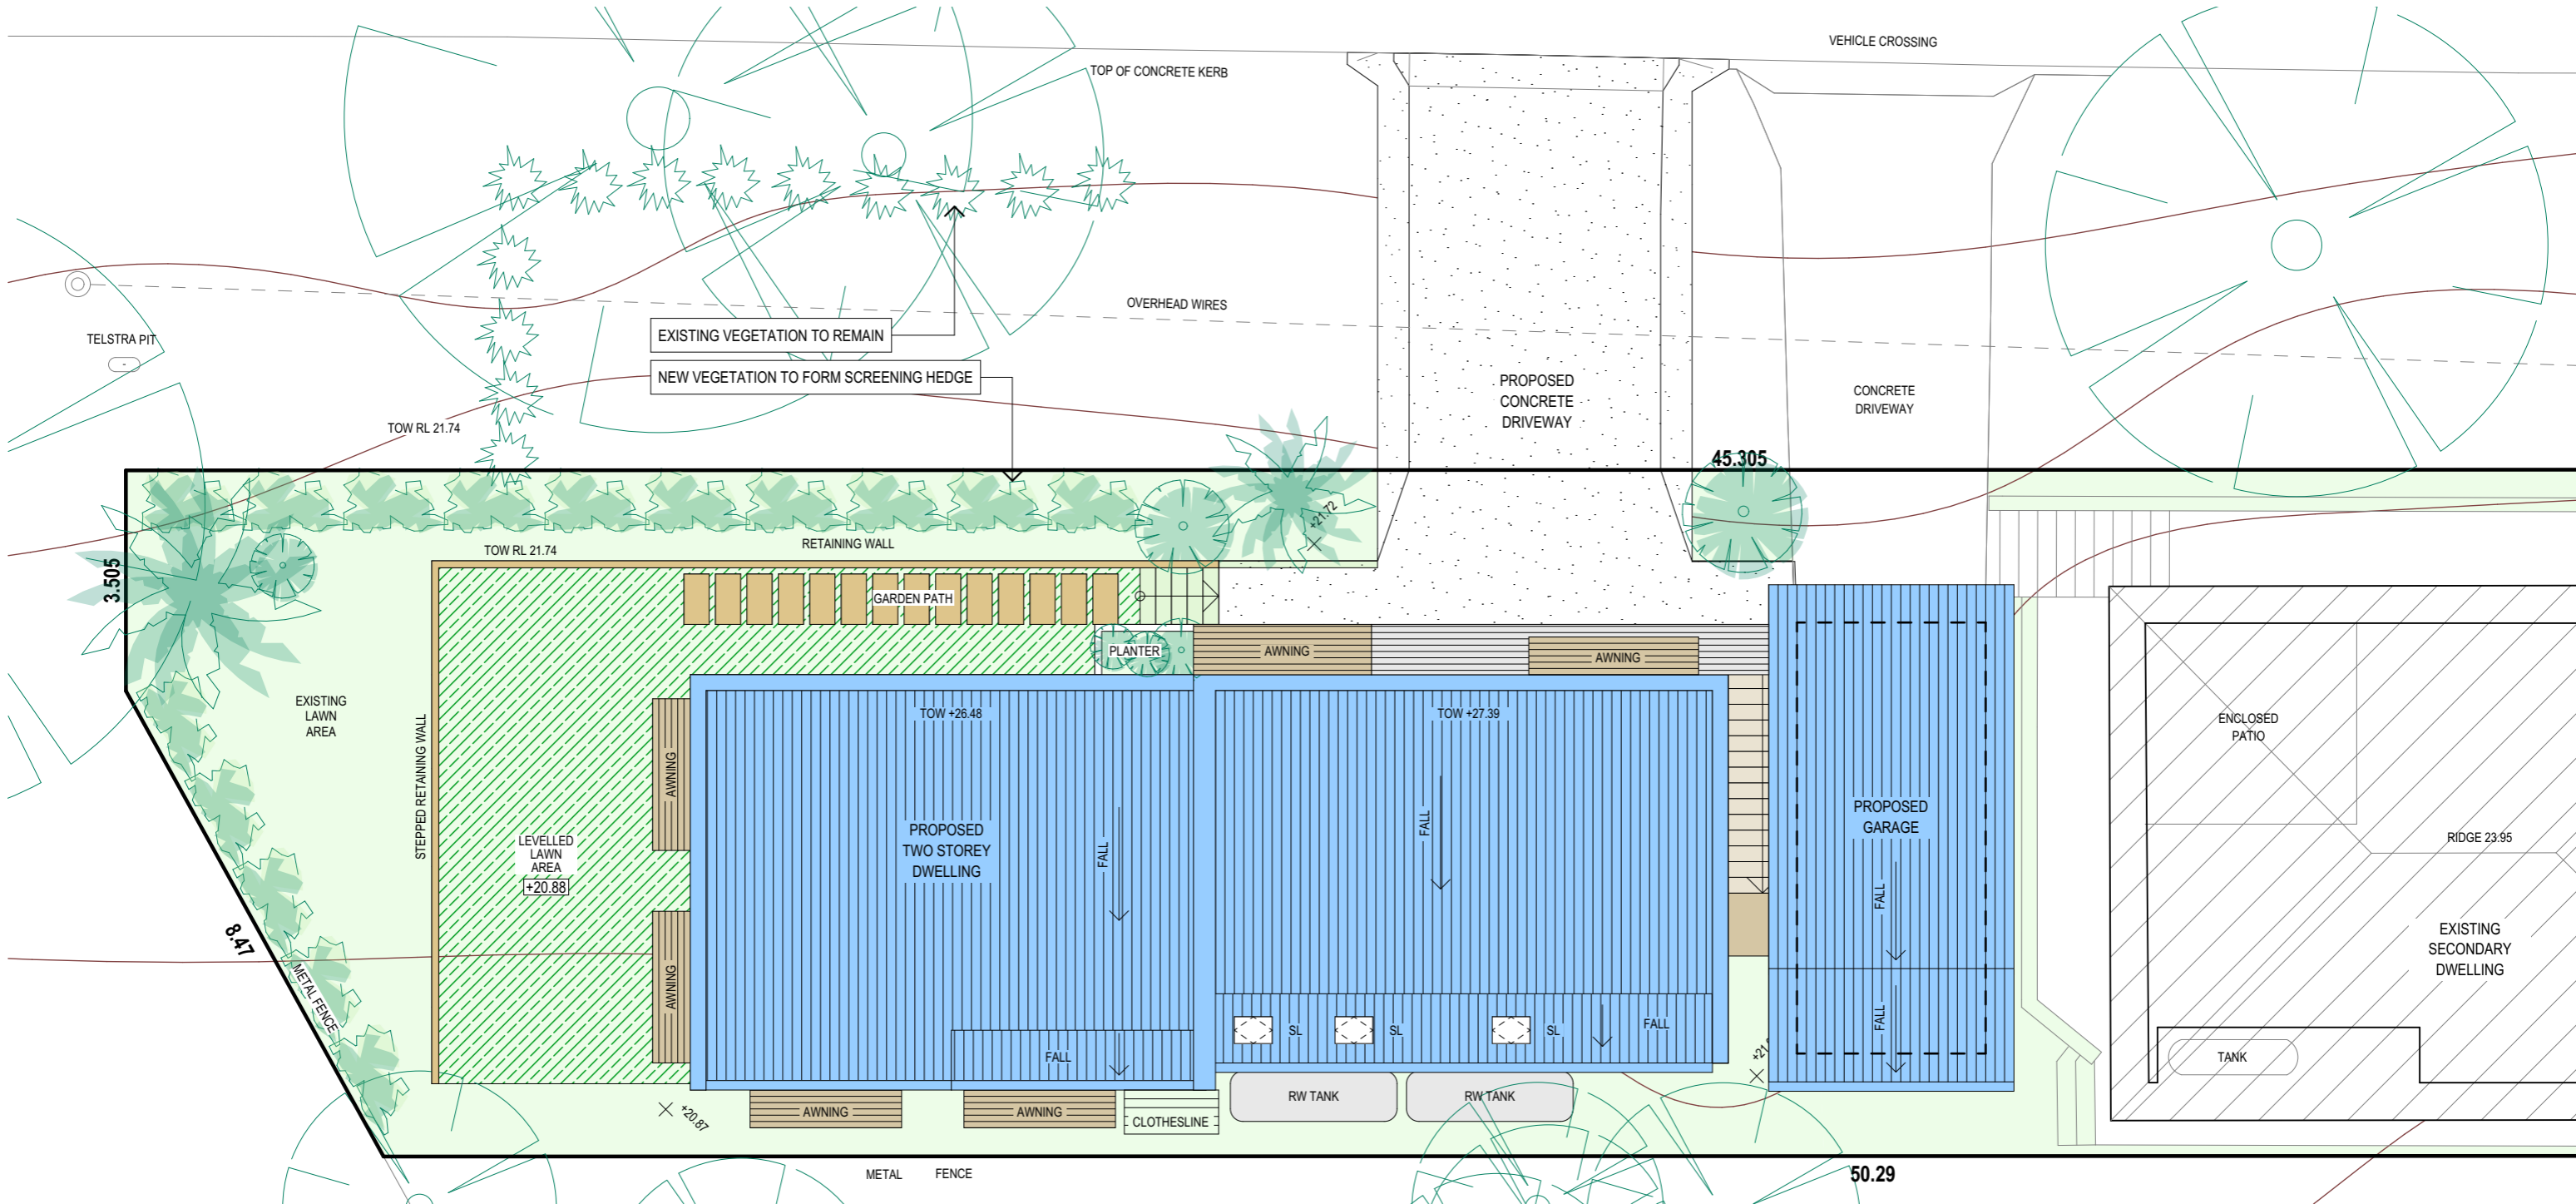 VEHICLE CROSSING
TOP OF CONCRETE KERB
OVERHEAD WIRES
EXISTING VEGETATION TO REMAIN
TELSTRA PIT
NEW VEGETATION TO FORM SCREENING HEDGE
PROPOSED
CONCRETE
DRIVEWAY
CONCRETE
DRIVEWAY
TOW RL 21.74
45.305
+21.72
TOW RL 21.74
RETAINING WALL
3.505
GARDEN PATH
PLANTER
AWNING
AWNING
EXISTING
LAWN
AREA
STEPPED RETAINING WALL
TOW +26.48
TOW +27.39
ENCLOSED
PATIO
AWNING
PROPOSED
TWO STOREY
DWELLING
FALL
FALL
PROPOSED
GARAGE
RIDGE 23.95
LEVELLED
LAWN
AREA
+20.88
FALL
8.47
METAL FENCE
AWNING
EXISTING
SECONDARY
DWELLING
FALL
SL
SL
SL
FALL
FALL
TANK
+20.87
AWNING
AWNING
CLOTHESLINE
RW TANK
RW TANK
METAL FENCE
50.29